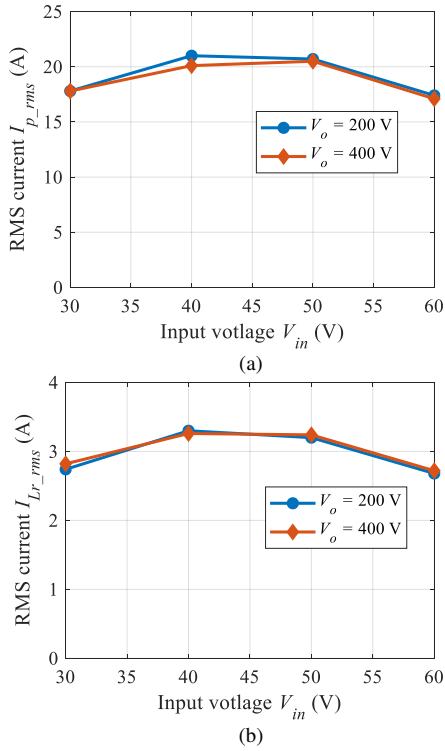 25
20
15
10
5
0
RMS current I_p_rms (A)
V_o = 200 V
V_o = 400 V
30 35 40 45 50 55 60
Input votlage V_in (V)
(a)
4
3
2
1
0
RMS current I_Lr_rms (A)
V_o = 200 V
V_o = 400 V
30 35 40 45 50 55 60
Input votlage V_in (V)
(b)